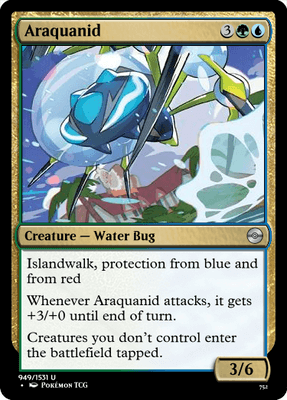 Araquanid 3
Creature — Water Bug
Islandwalk, protection from blue and
from red
Whenever Araquanid attacks, it gets
+3/+0 until end of turn.
Creatures you don't control enter
the battlefield tapped.
3/6
949/1531 U
• Pokémon TCG
752